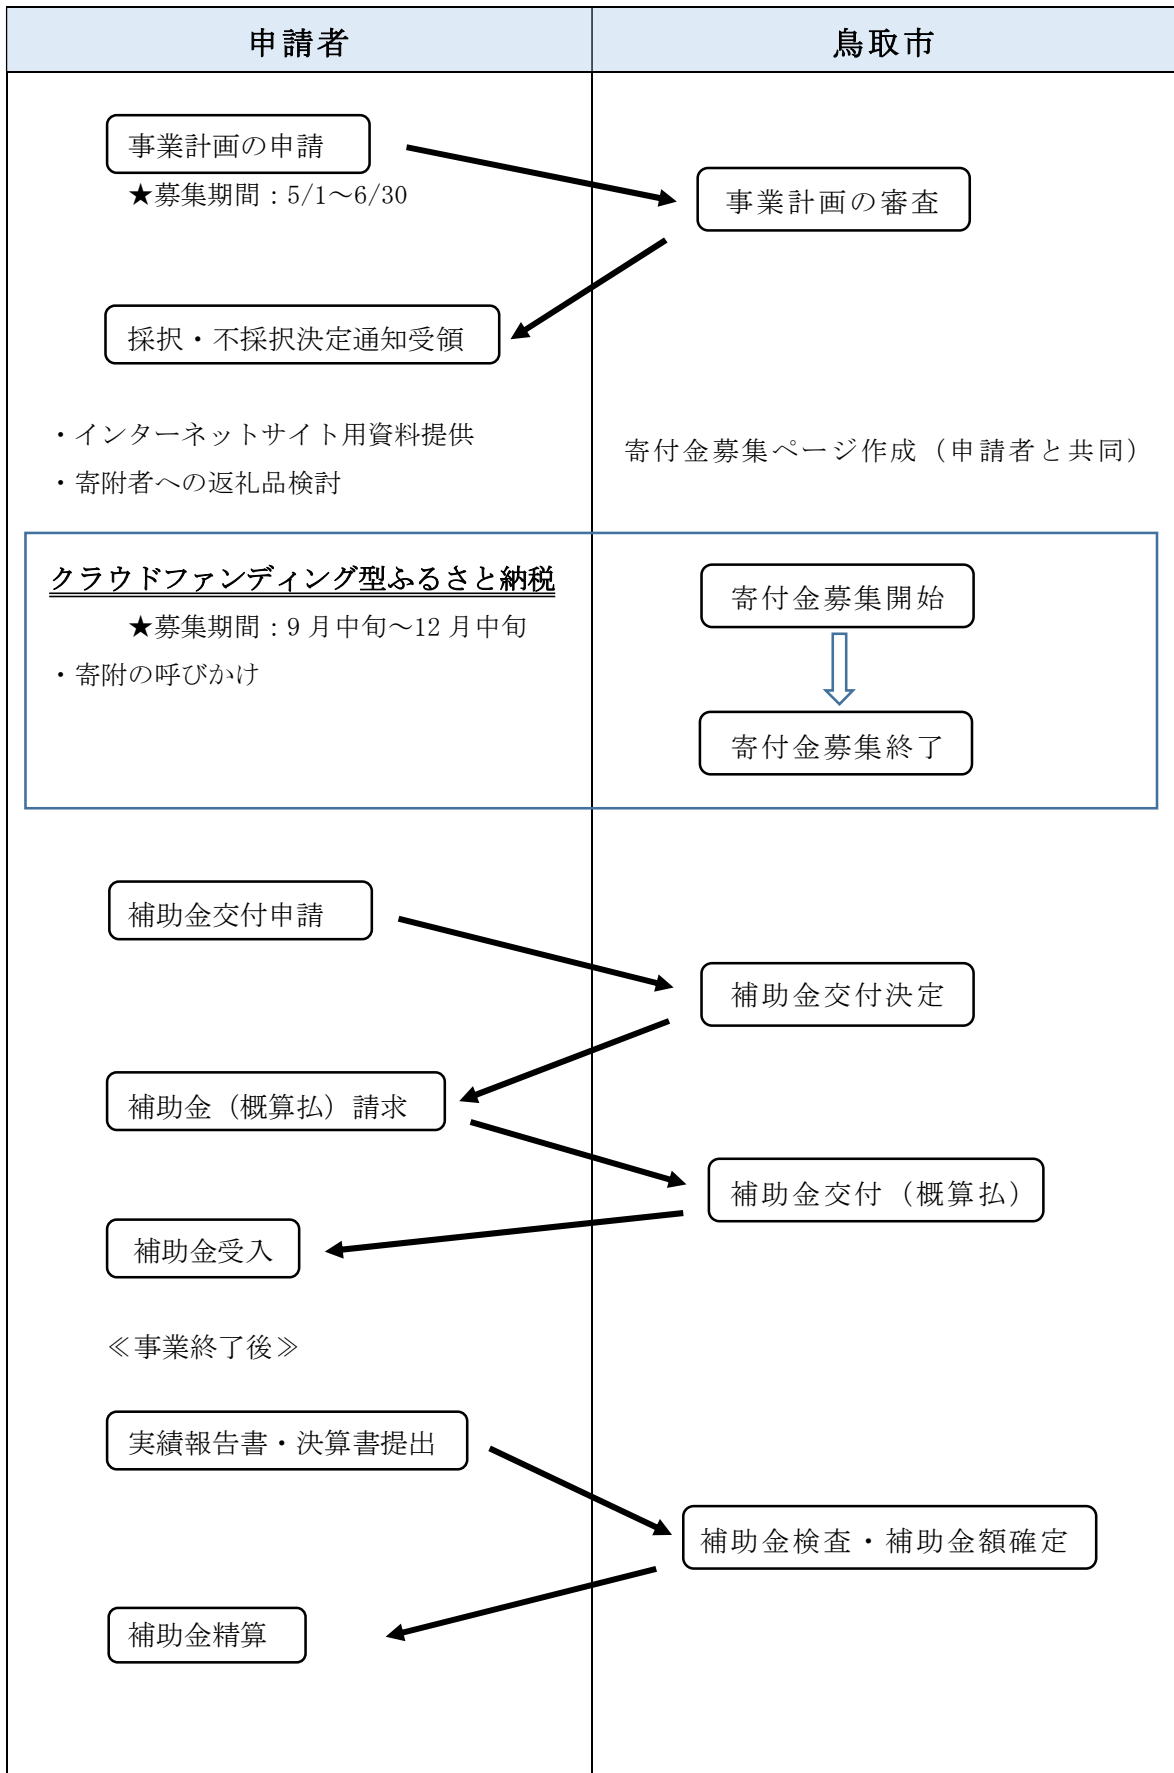 申請者
鳥取市
事業計画の申請
★募集期間：5/1～6/30
事業計画の審査
採択・不採択決定通知受領
・インターネットサイト用資料提供
・寄附者への返礼品検討
寄付金募集ページ作成（申請者と共同）
クラウドファンディング型ふるさと納税
★募集期間：9 月中旬～12 月中旬
・寄附の呼びかけ
寄付金募集開始
寄付金募集終了
補助金交付申請
補助金交付決定
補助金（概算払）請求
補助金交付（概算払）
補助金受入
≪事業終了後≫
実績報告書・決算書提出
補助金検査・補助金額確定
補助金精算